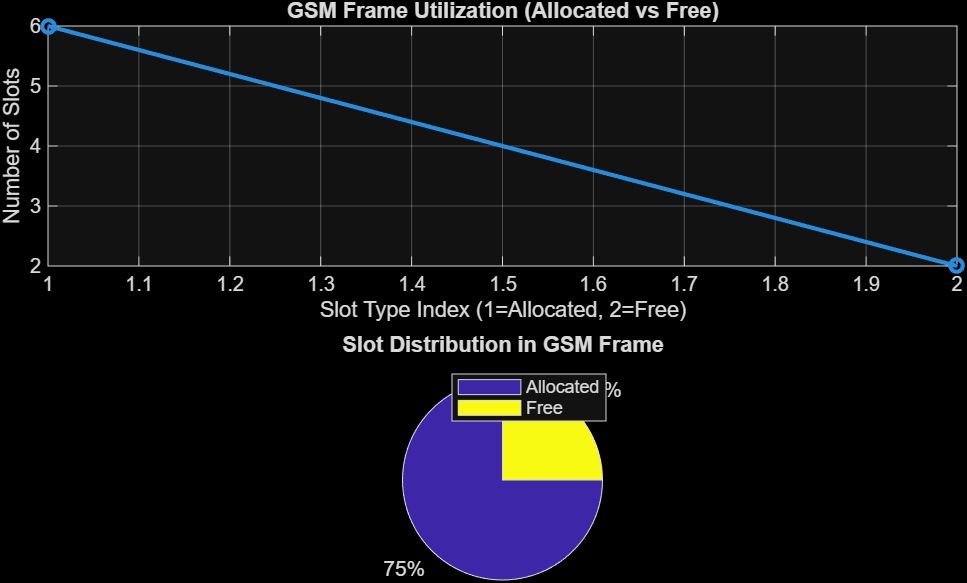 GSM Frame Utilization (Allocated vs Free)
6
5
4
3
2
Number of Slots
1 1.1 1.2 1.3 1.4 1.5 1.6 1.7 1.8 1.9 2
Slot Type Index (1=Allocated, 2=Free)
Slot Distribution in GSM Frame
Allocated
%
Free
75%